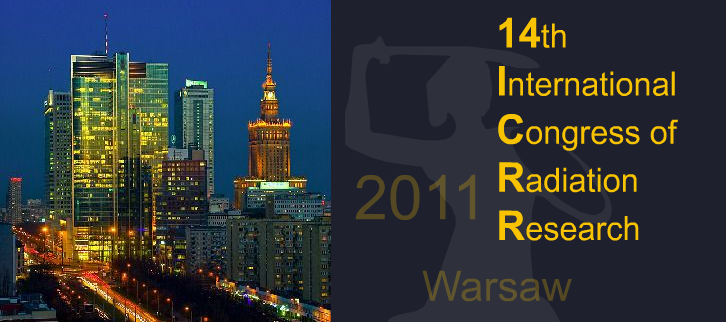 14th
International
Congress of
Radiation
Research
2011
Warsaw